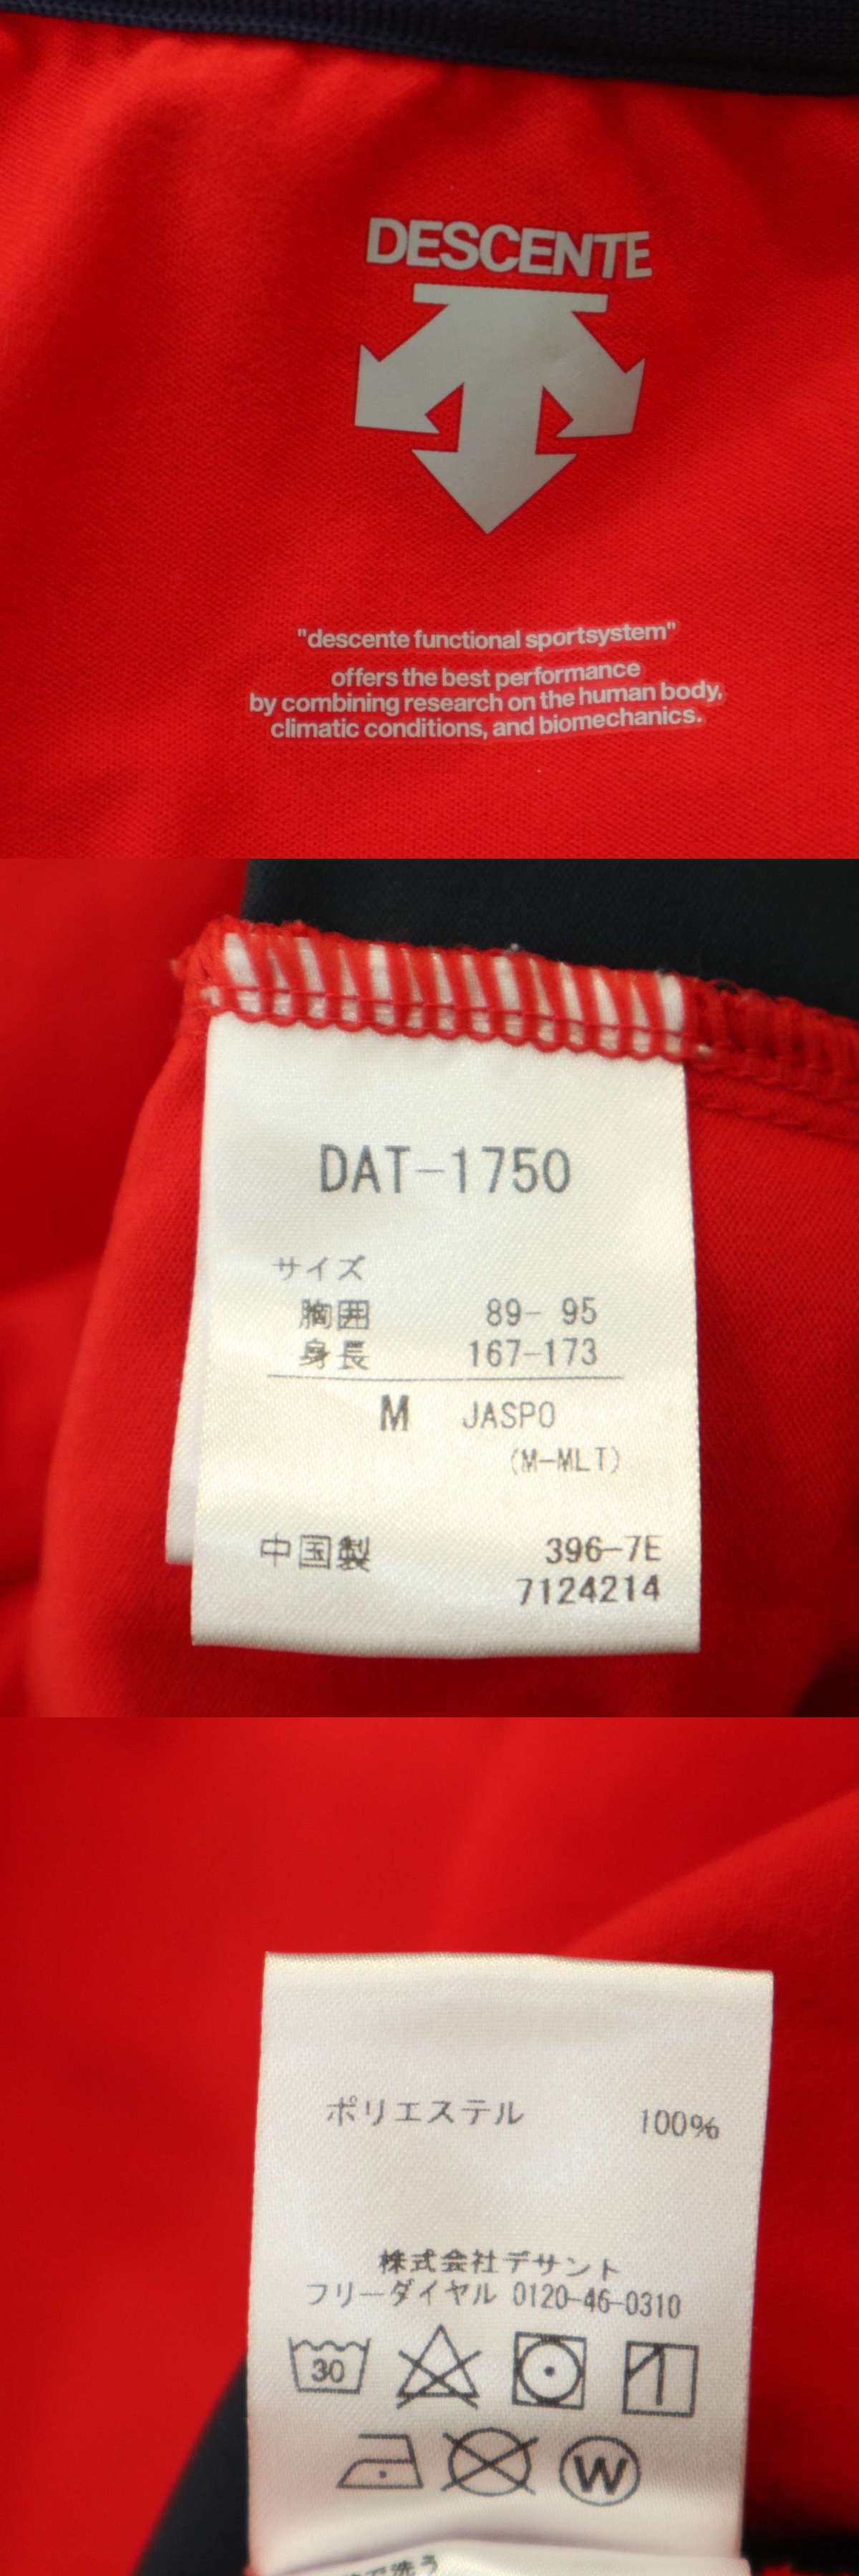 DESCENTE
"descente functional sportsystem"
offers the best performance
by combining research on the human body,
climatic conditions, and biomechanics.
DAT-1750
サイズ
胸囲 89- 95
身長 167-173
M JASPO
(M-MLT)
中国製 396-7E
7124214
ポリエステル 100%
株式会社デサント
フリーダイヤル 0120-46-0310
30
W
で洗う